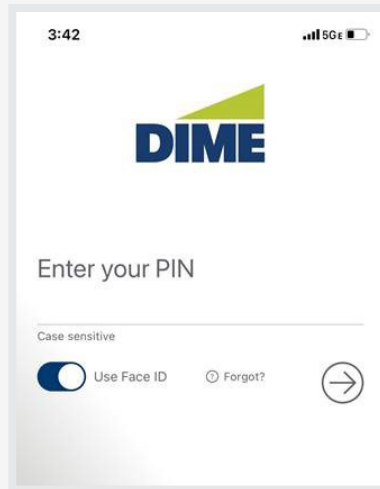 3:42 5GE
DIME
Enter your PIN
Case sensitive
Use Face ID ? Forgot?